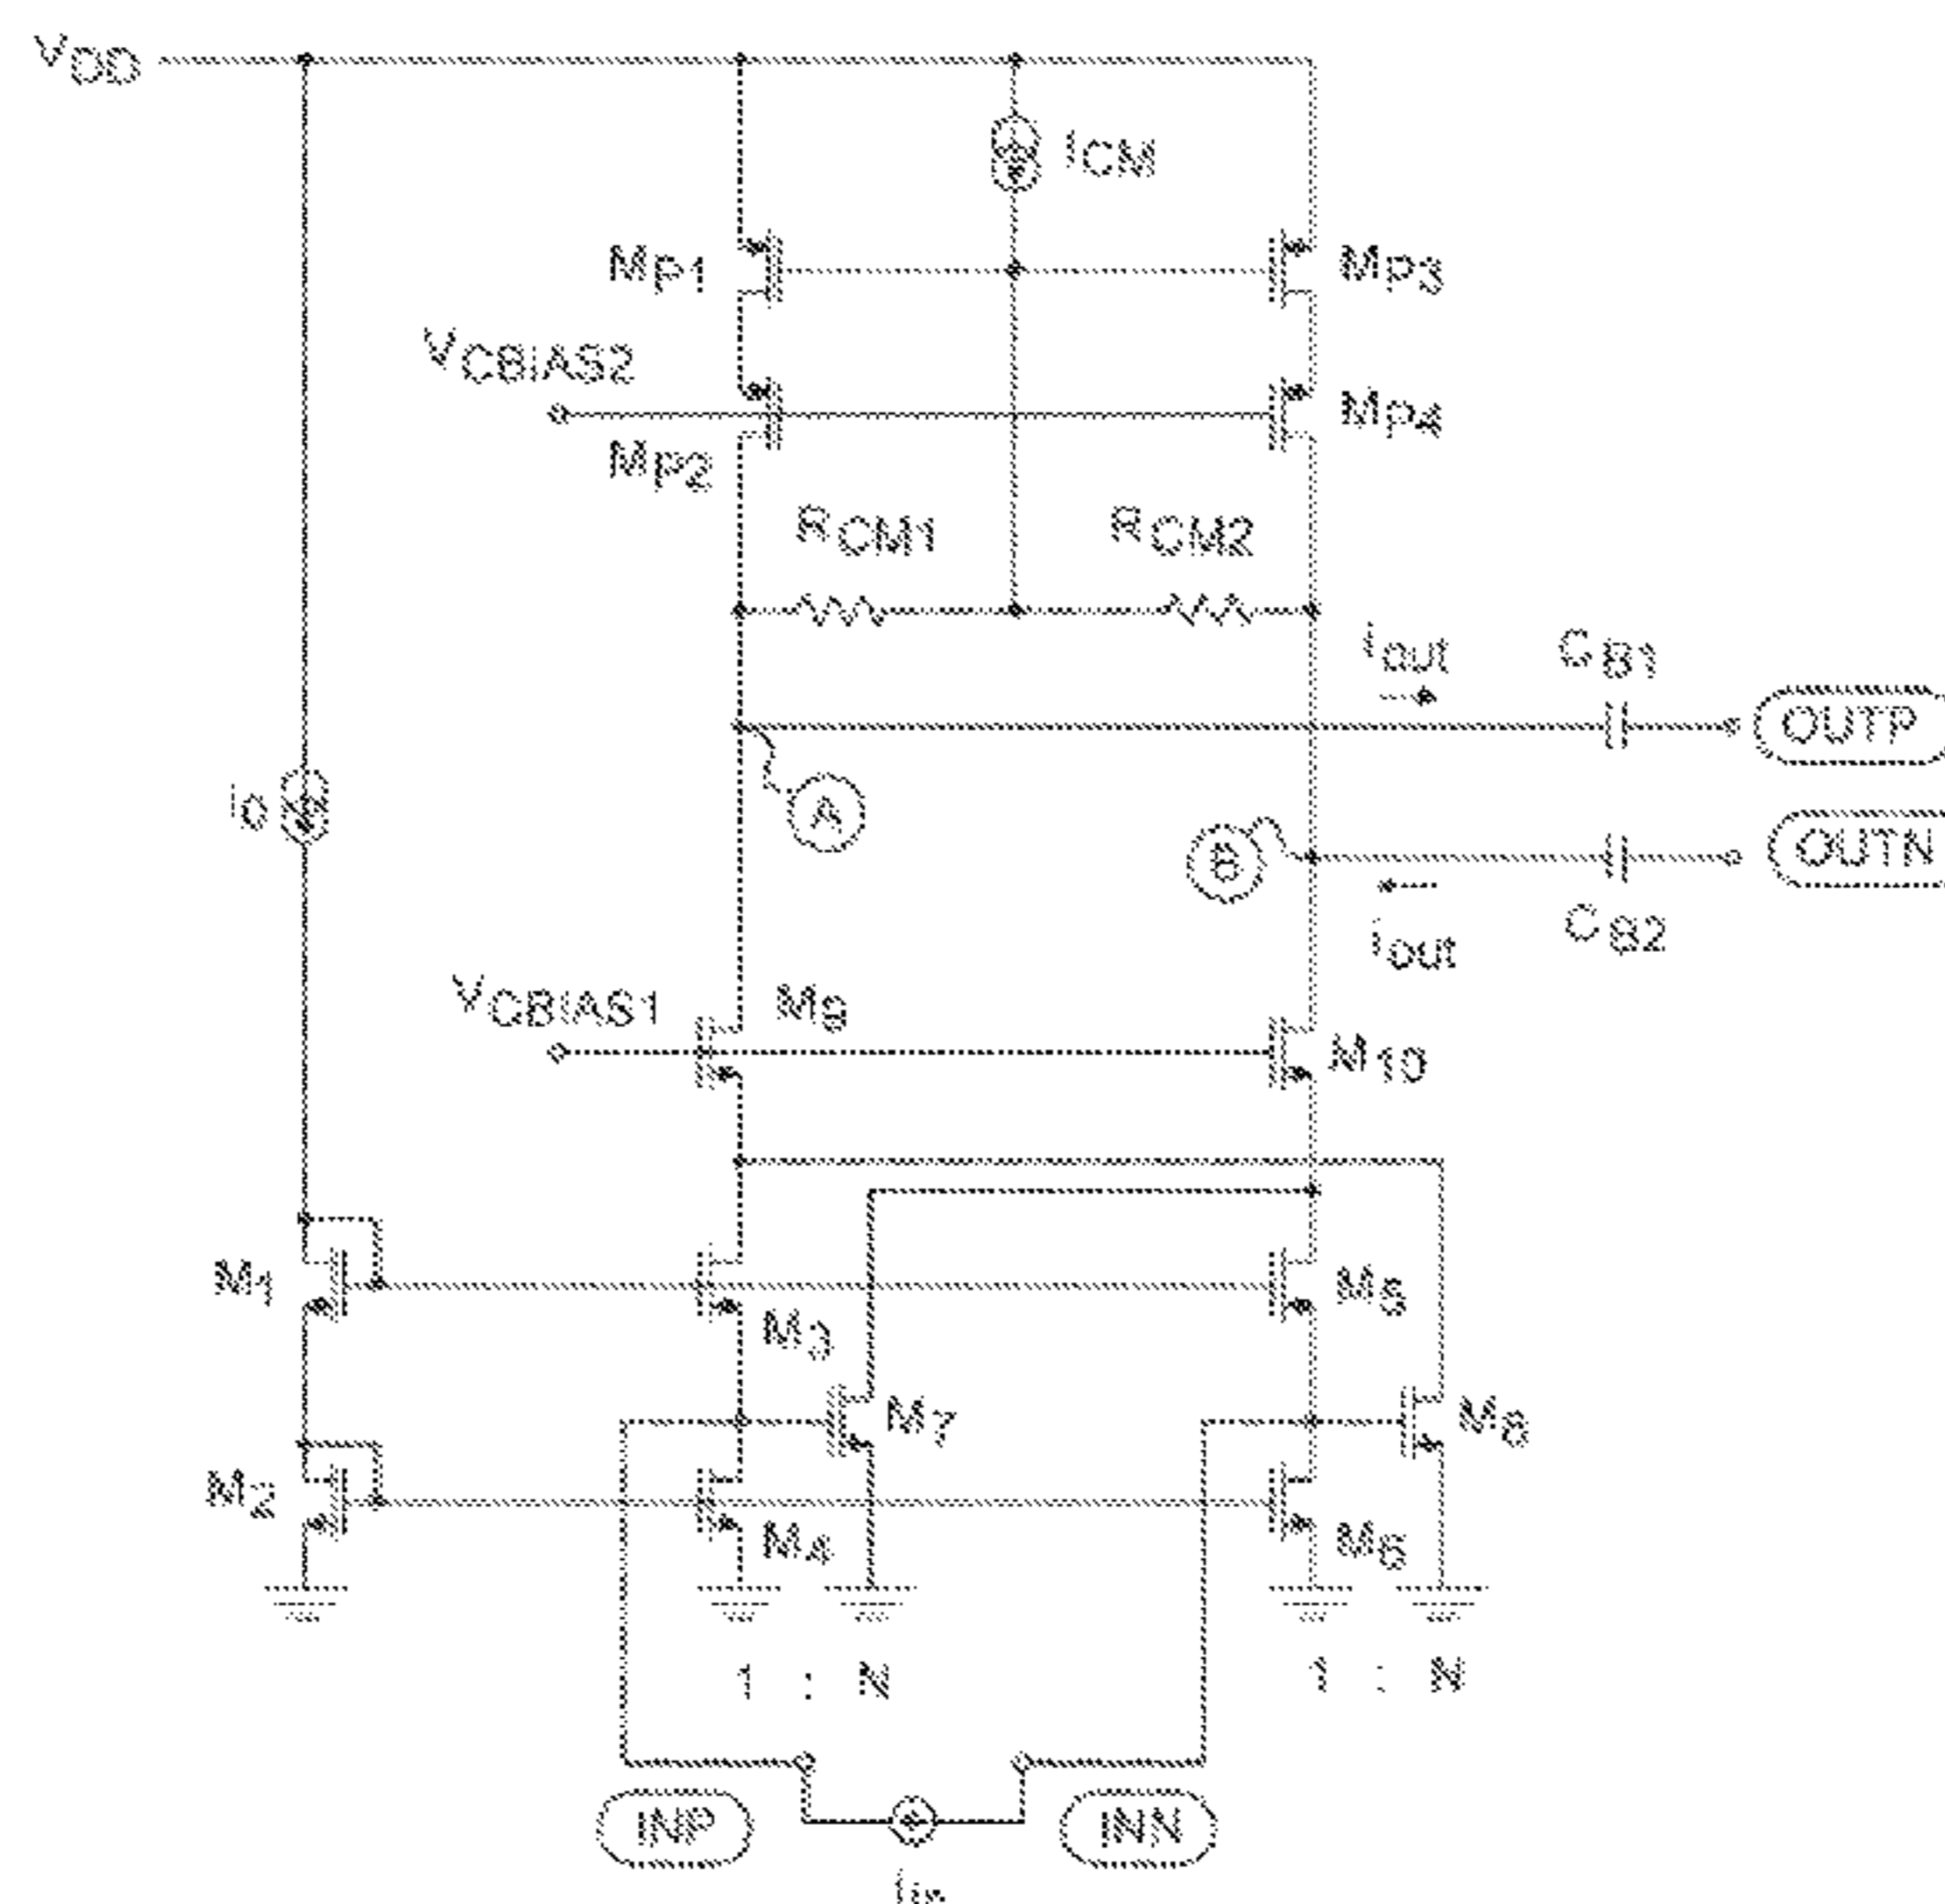 VDD
ICM
MP1
MP3
VCBIAS2
MP4
MP2
RCM1
RCM2
iout
CB1
OUTP
I0
A
B
OUTN
iout
CB2
VCBIAS1
M9
M10
M1
M3
M5
M7
M8
M2
M4
M6
1 : N
1 : N
INP
INN
iin